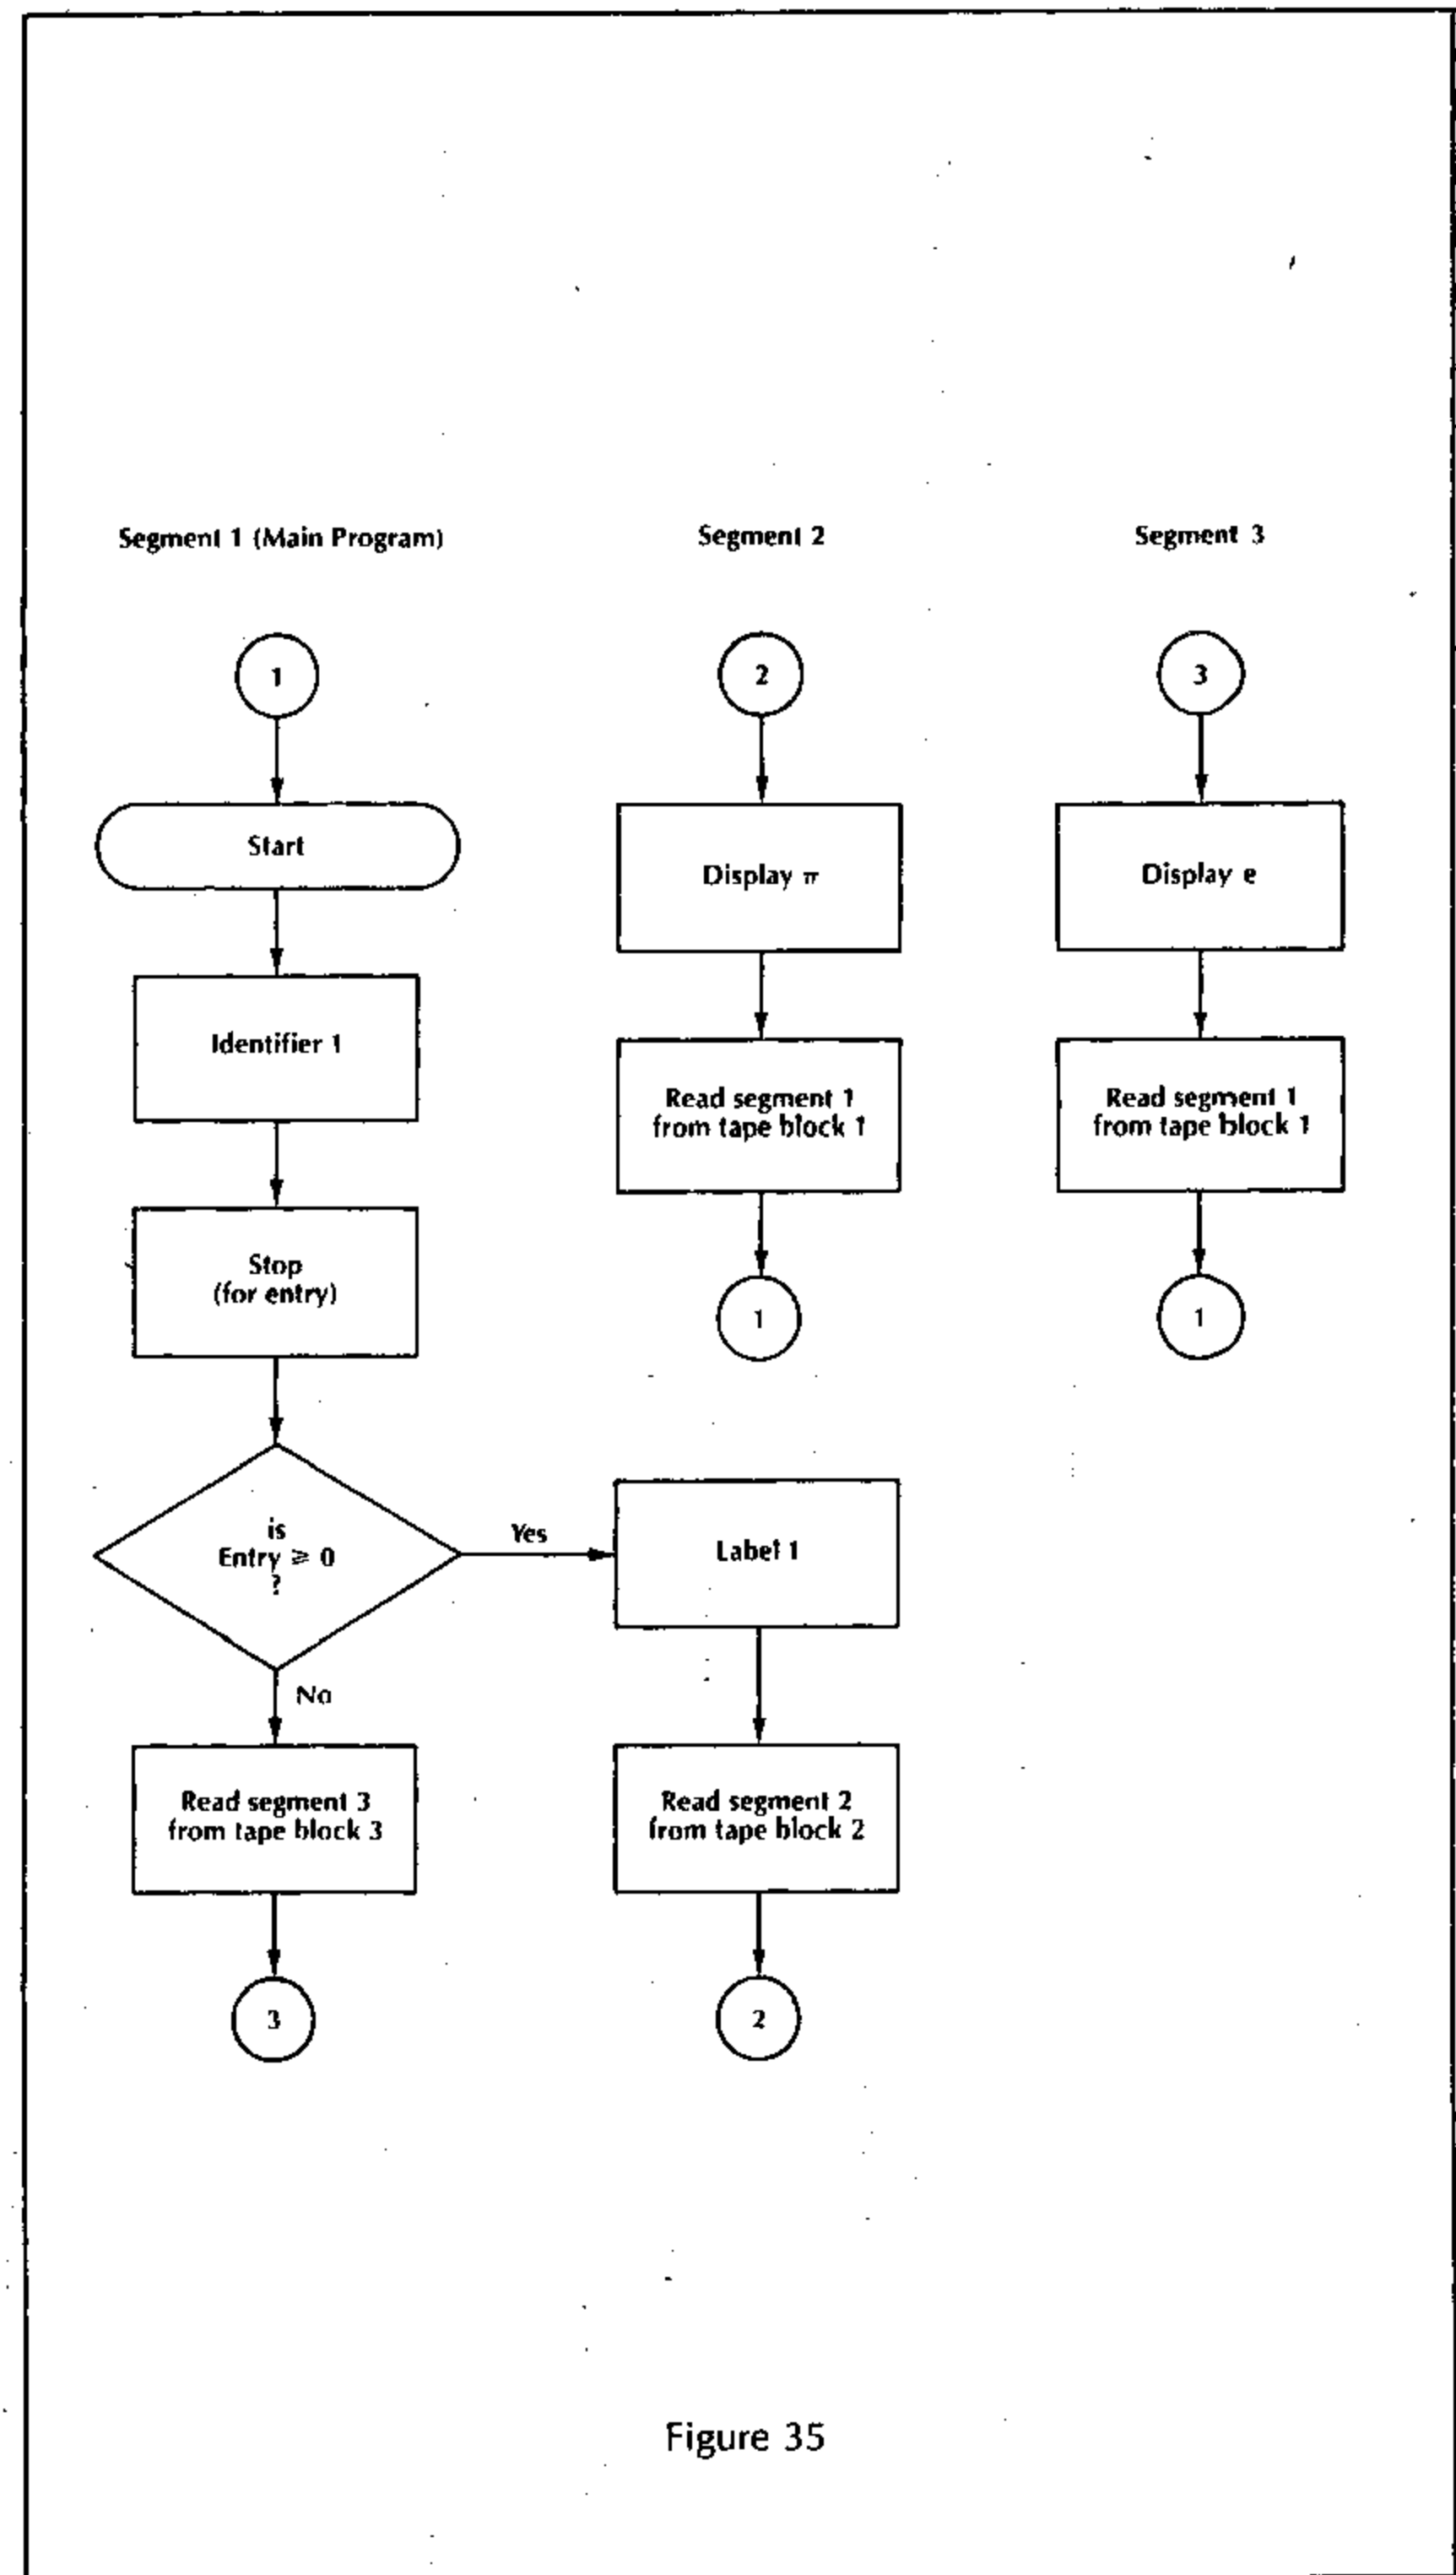 Segment 1 (Main Program)
1
Start
Identifier 1
Stop
(for entry)
is
Entry ≥ 0
?
Yes
No
Read segment 3
from tape block 3
3
Label 1
Read segment 2
from tape block 2
2
Segment 2
2
Display π
Read segment 1
from tape block 1
1
Segment 3
3
Display e
Read segment 1
from tape block 1
1
Figure 35